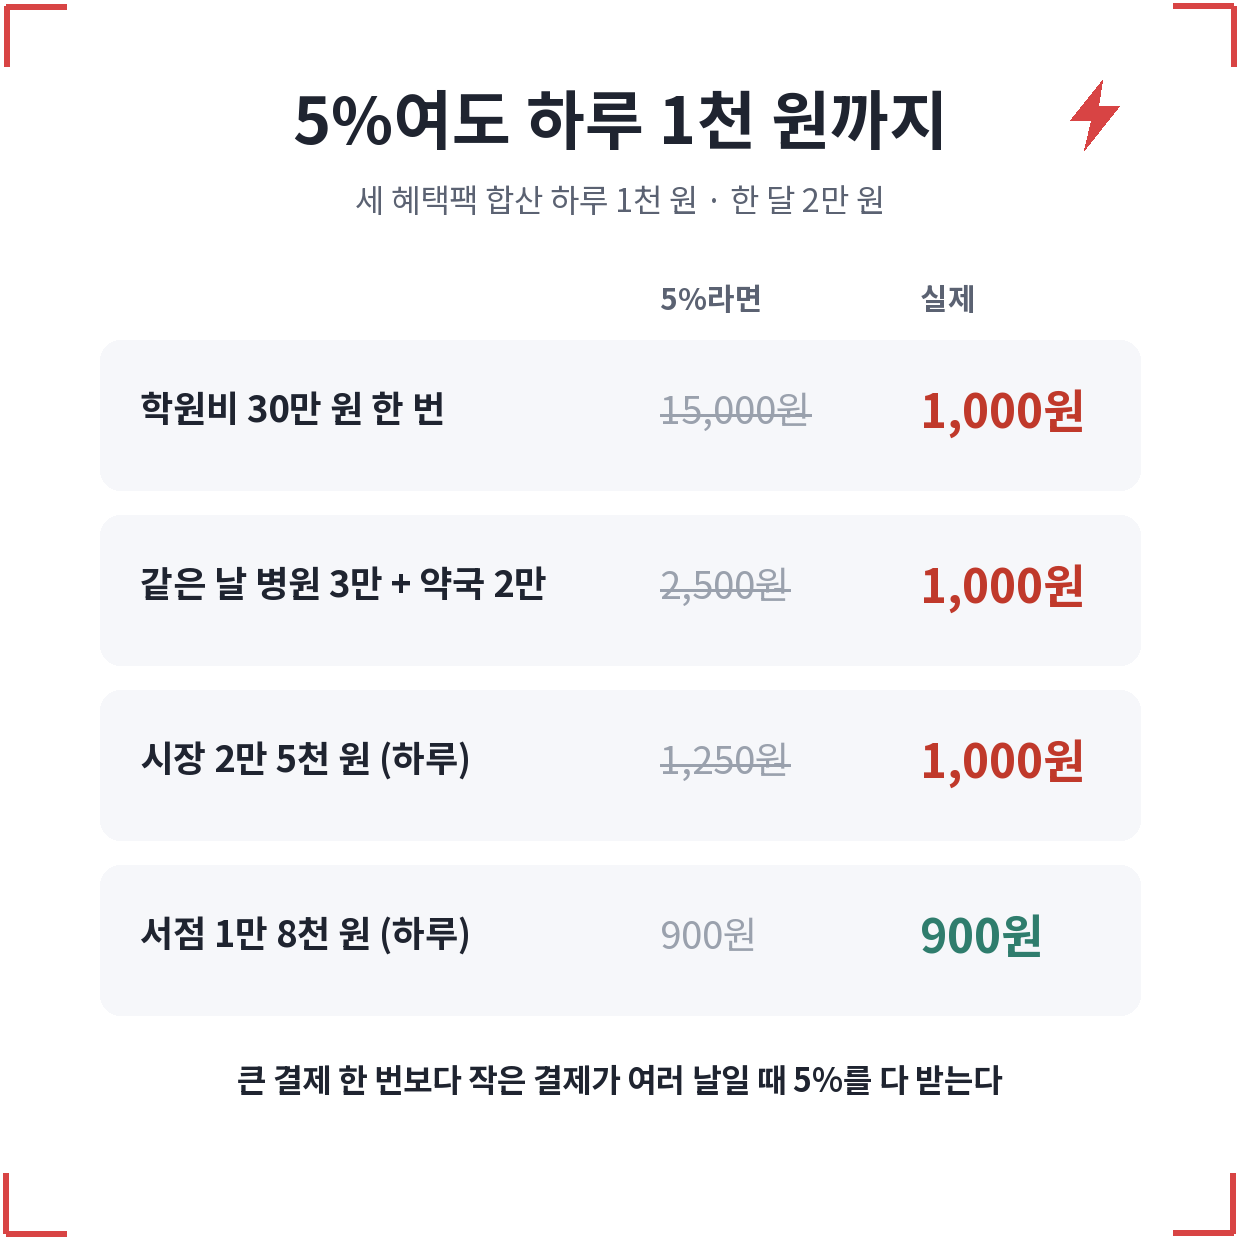 5%여도 하루 1천 원까지
세 혜택팩 합산 하루 1천 원 · 한 달 2만 원
5%라면 실제
학원비 30만 원 한 번 15,000원 1,000원
같은 날 병원 3만 + 약국 2만 2,500원 1,000원
시장 2만 5천 원 (하루) 1,250원 1,000원
서점 1만 8천 원 (하루) 900원 900원
큰 결제 한 번보다 작은 결제가 여러 날일 때 5%를 다 받는다